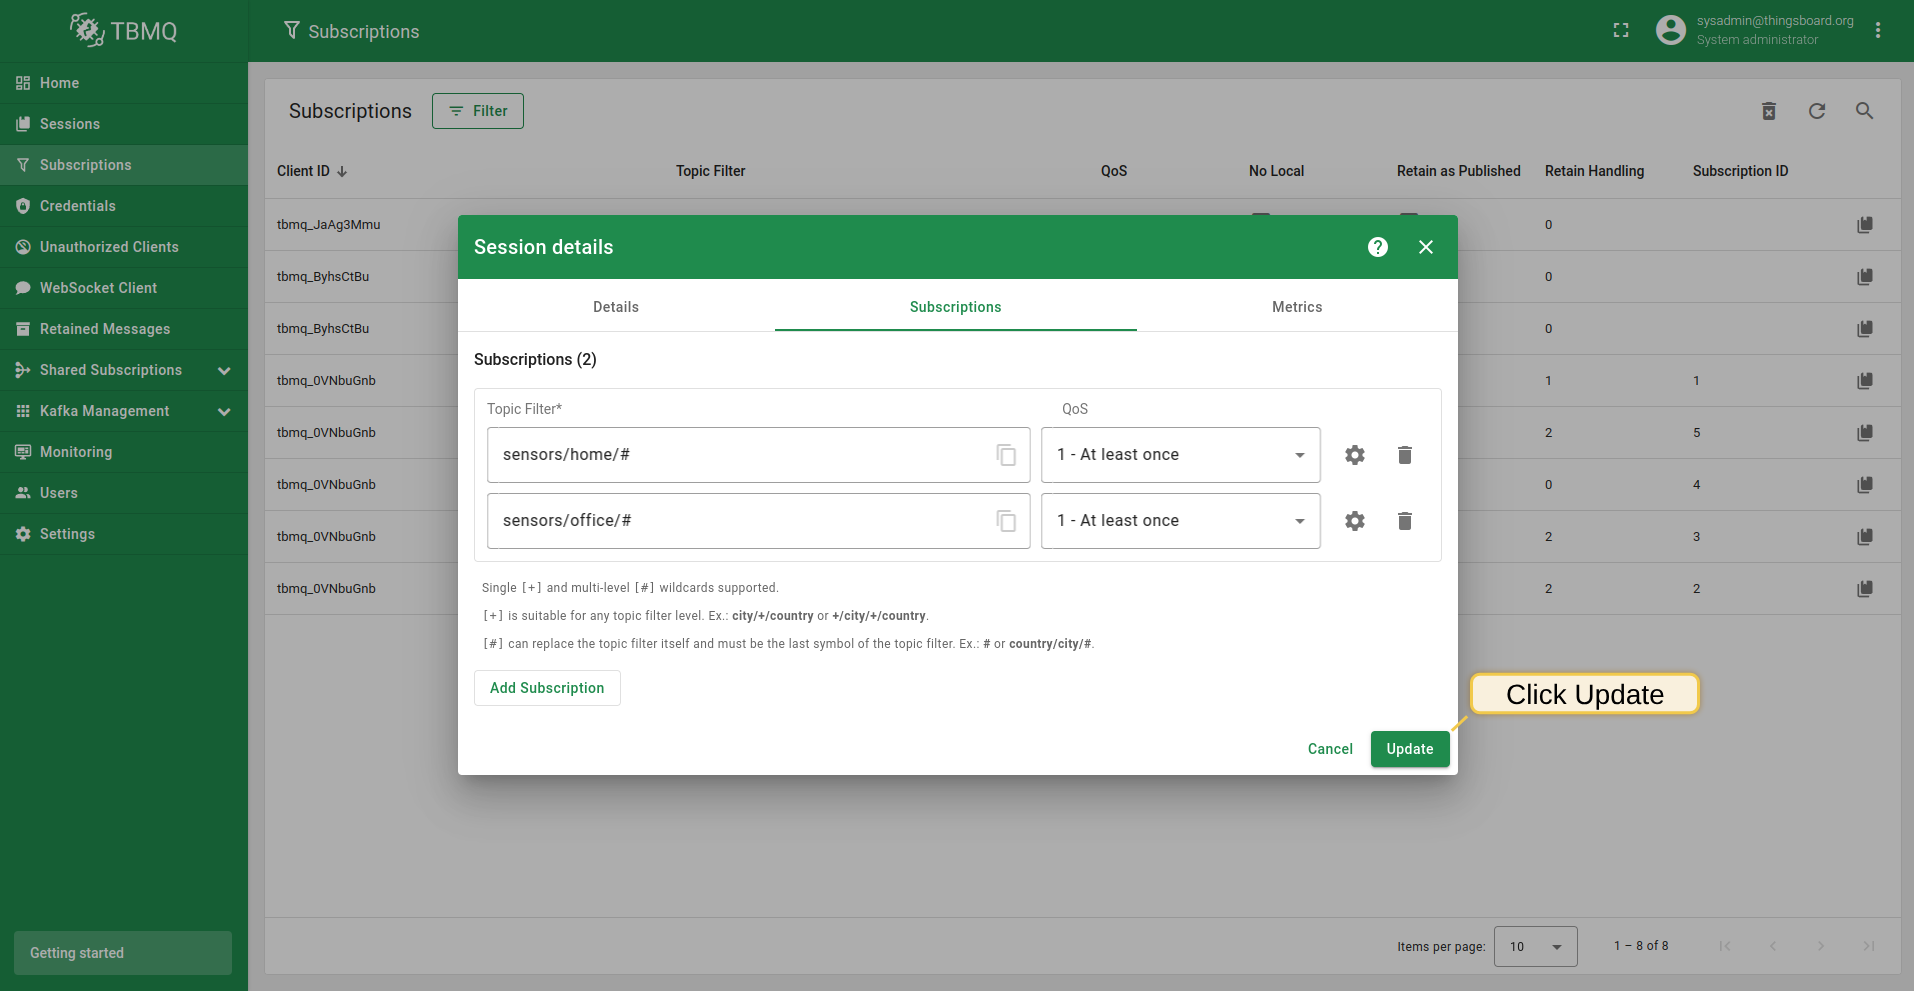 TBMQ
Subscriptions
sysadmin@thingsboard.org
System administrator
Home
Sessions
Subscriptions
Credentials
Unauthorized Clients
WebSocket Client
Retained Messages
Shared Subscriptions
Kafka Management
Monitoring
Users
Settings
Getting started
Subscriptions Filter
Client ID Topic Filter QoS No Local Retain as Published Retain Handling Subscription ID
tbmq_JaAg3Mmu 0
tbmq_ByhsCtBu 0
tbmq_ByhsCtBu 0
tbmq_0VNbuGnb 1 1
tbmq_0VNbuGnb 2 5
tbmq_0VNbuGnb 0 4
tbmq_0VNbuGnb 2 3
tbmq_0VNbuGnb 2 2
Session details
Details Subscriptions Metrics
Subscriptions (2)
Topic Filter* QoS
sensors/home/# 1 - At least once
sensors/office/# 1 - At least once
Single [+] and multi-level [#] wildcards supported.
[+] is suitable for any topic filter level. Ex.: city/+/country or +/city/+/country.
[#] can replace the topic filter itself and must be the last symbol of the topic filter. Ex.: # or country/city/#.
Add Subscription
Click Update
Cancel Update
Items per page: 10 1 – 8 of 8